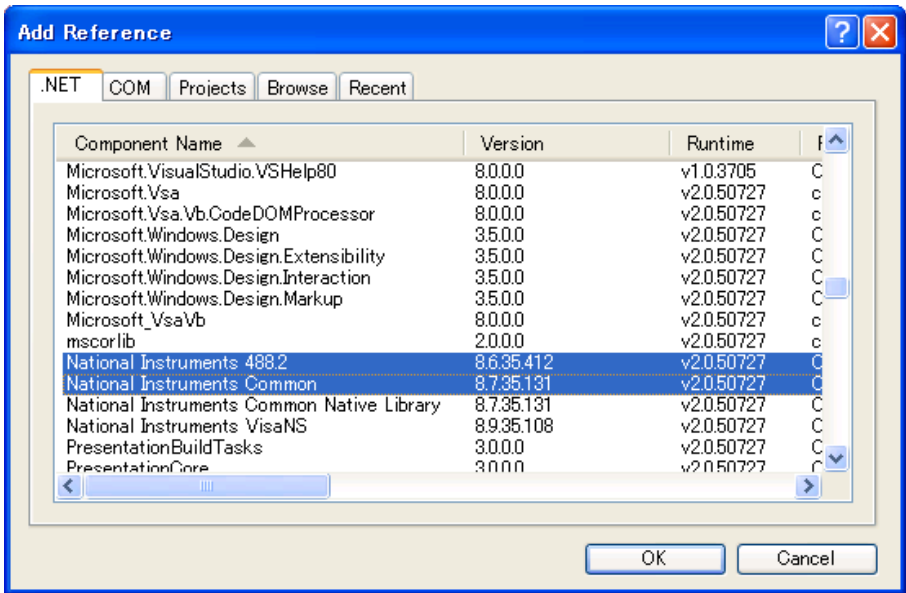 Add Reference
.NET COM Projects Browse Recent
Component Name Version Runtime
Microsoft.VisualStudio.VSHelp80 8.0.0.0 v1.0.3705
Microsoft.Vsa 8.0.0.0 v2.0.50727
Microsoft.Vsa.Vb.CodeDOMProcessor 8.0.0.0 v2.0.50727
Microsoft.Windows.Design 3.5.0.0 v2.0.50727
Microsoft.Windows.Design.Extensibility 3.5.0.0 v2.0.50727
Microsoft.Windows.Design.Interaction 3.5.0.0 v2.0.50727
Microsoft.Windows.Design.Markup 3.5.0.0 v2.0.50727
Microsoft_VsaVb 8.0.0.0 v2.0.50727
mscorlib 2.0.0.0 v2.0.50727
National Instruments 488.2 8.6.35.412 v2.0.50727
National Instruments Common 8.7.35.131 v2.0.50727
National Instruments Common Native Library 8.7.35.131 v2.0.50727
National Instruments VisaNS 8.9.35.108 v2.0.50727
PresentationBuildTasks 3.0.0.0 v2.0.50727
PresentationCore 3.0.0.0 v2.0.50727
OK Cancel